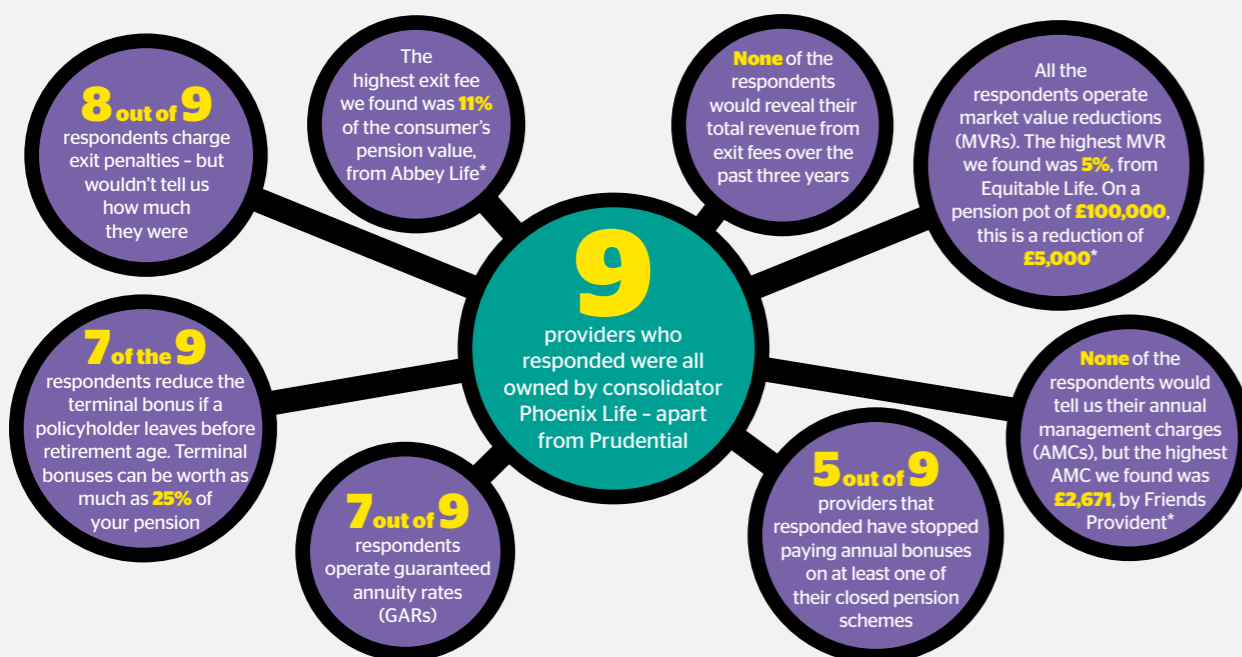 8 out of 9
respondents charge
exit penalties – but
wouldn't tell us
how much
they were
The
highest exit fee
we found was 11%
of the consumer's
pension value,
from Abbey Life*
None of the
respondents
would reveal their
total revenue from
exit fees over the
past three years
All the
respondents operate
market value reductions
(MVRs). The highest MVR
we found was 5%, from
Equitable Life. On a
pension pot of £100,000,
this is a reduction of
£5,000*
9
providers who
responded were all
owned by consolidator
Phoenix Life – apart
from Prudential
7 of the 9
respondents reduce the
terminal bonus if a
policyholder leaves before
retirement age. Terminal
bonuses can be worth as
much as 25% of
your pension
7 out of 9
respondents
operate guaranteed
annuity rates
(GARs)
5 out of 9
providers that
responded have stopped
paying annual bonuses
on at least one of
their closed pension
schemes
None of the
respondents would
tell us their annual
management charges
(AMCs), but the highest
AMC we found was
£2,671, by Friends
Provident*